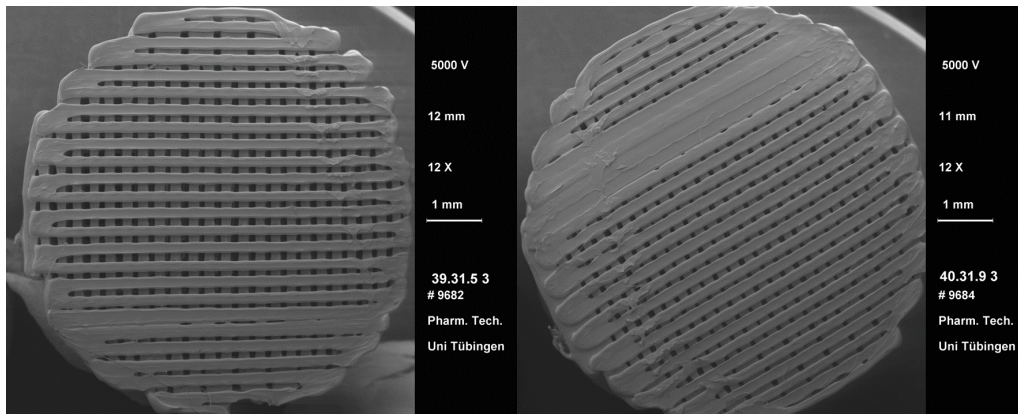 5000 V
12 mm
12 X
1 mm
39.31.5 3
# 9682
Pharm. Tech.
Uni Tübingen
5000 V
11 mm
12 X
1 mm
40.31.9 3
# 9684
Pharm. Tech.
Uni Tübingen